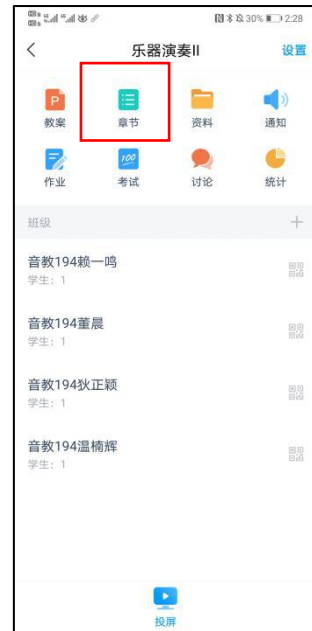 30% 2:28
乐器演奏II 设置
教案 章节 资料 通知
100
作业 考试 讨论 统计
班级
音教194赖一鸣
学生：1
音教194董晨
学生：1
音教194狄正颖
学生：1
音教194温楠辉
学生：1
投屏